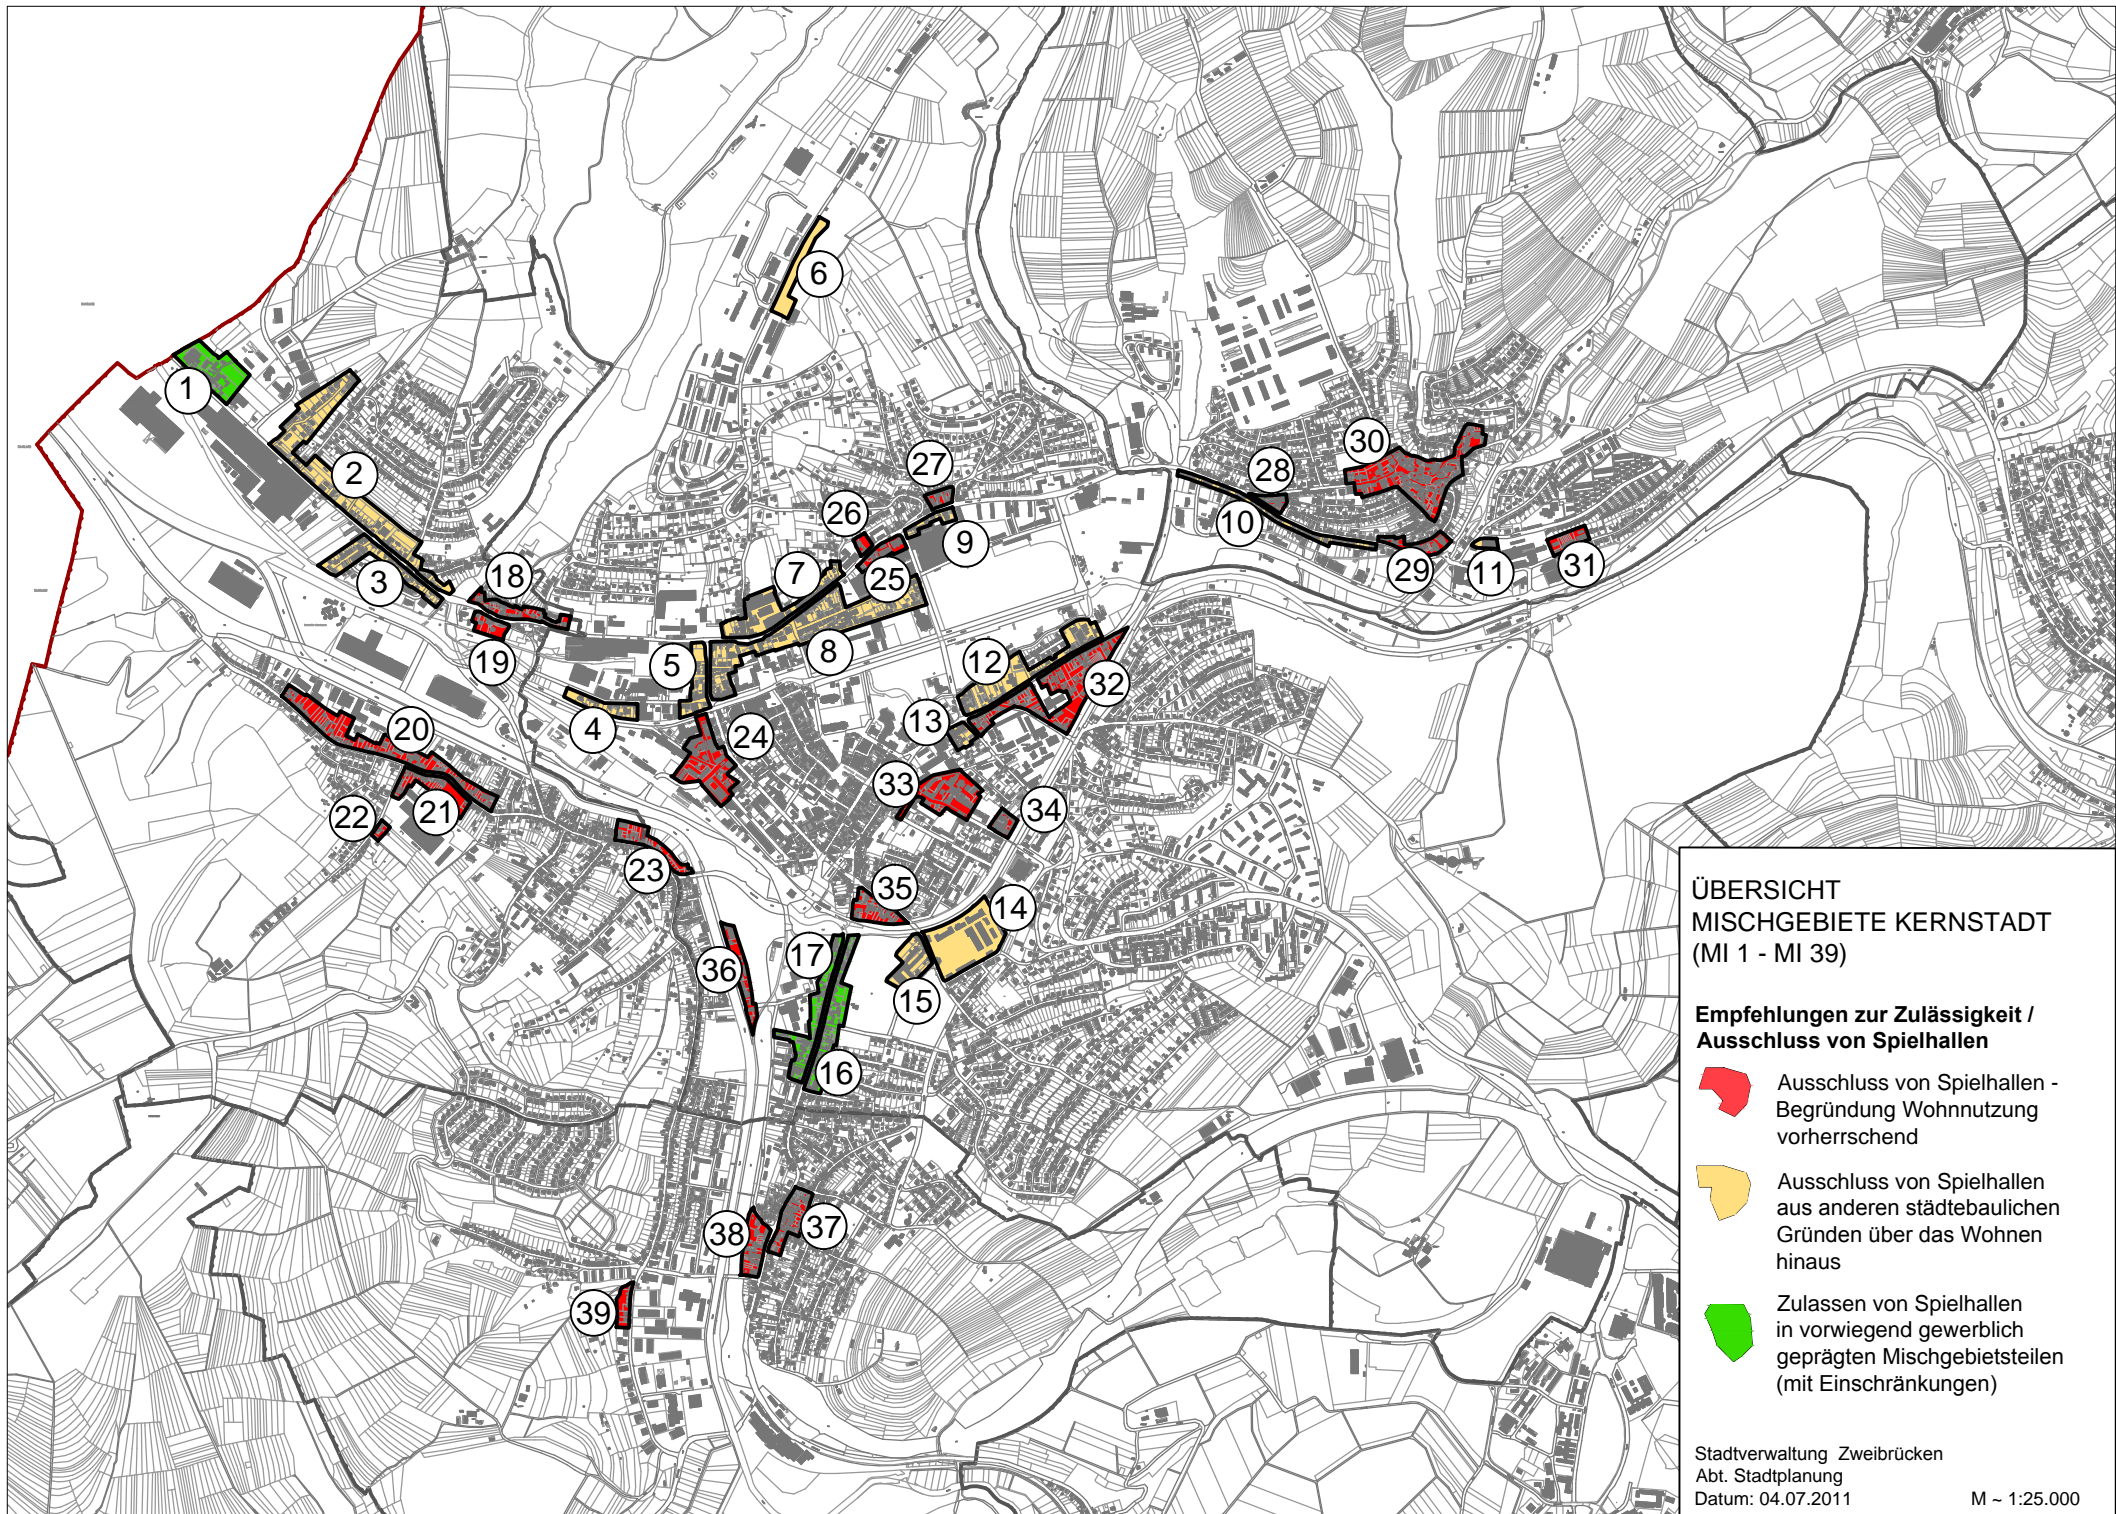 6
1
2
30
27
28
26
10
9
3
18
7
25
29
11
31
19
5
8
12
32
4
13
24
20
33
34
22
21
23
35
14
17
36
15
16
37
38
39
ÜBERSICHT
MISCHGEBIETE KERNSTADT
(MI 1 - MI 39)
Empfehlungen zur Zulässigkeit /
Ausschluss von Spielhallen
Ausschluss von Spielhallen -
Begründung Wohnnutzung
vorherrschend
Ausschluss von Spielhallen
aus anderen städtebaulichen
Gründen über das Wohnen
hinaus
Zulassen von Spielhallen
in vorwiegend gewerblich
geprägten Mischgebietsteilen
(mit Einschränkungen)
Stadtverwaltung Zweibrücken
Abt. Stadtplanung
Datum: 04.07.2011 M ~ 1:25.000